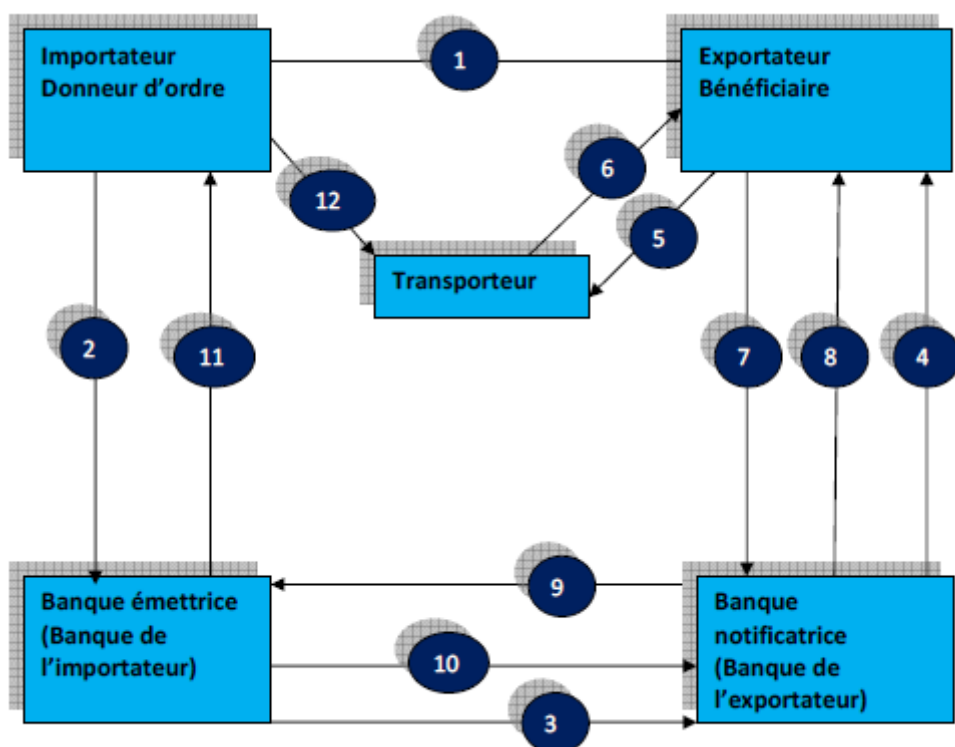 Importateur
Donneur d'ordre
1
Exportateur
Bénéficiaire
6
12
5
Transporteur
2
11
7
8
4
Banque émettrice
(Banque de
l'importateur)
9
10
3
Banque
notificatrice
(Banque de
l'exportateur)